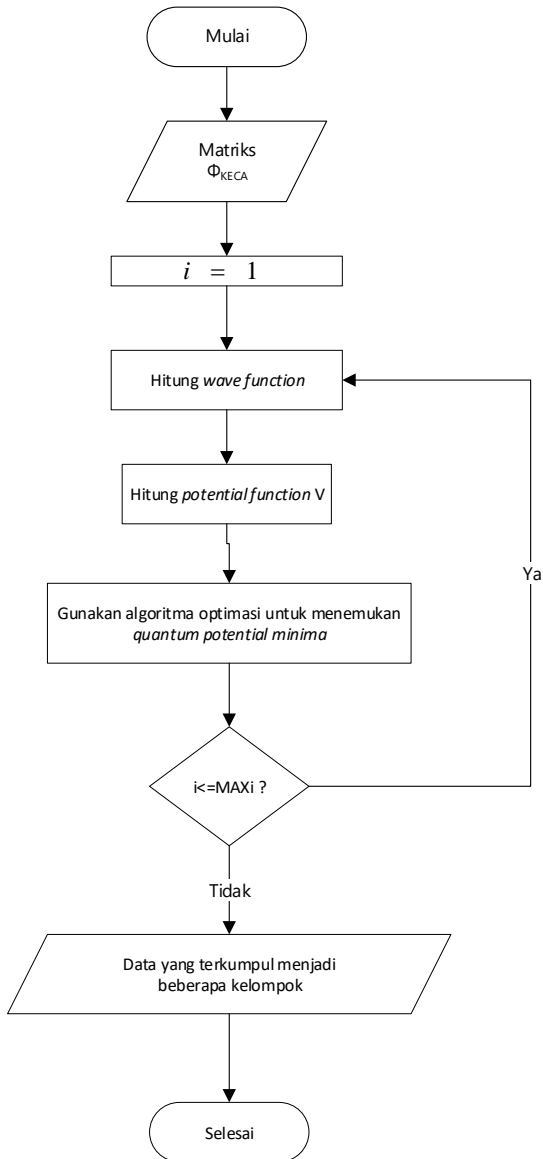 Mulai
Matriks
Φ_KECA
i = 1
Hitung wave function
Hitung potential function V
Gunakan algoritma optimasi untuk menemukan
quantum potential minima
Ya
i<=MAXi ?
Tidak
Data yang terkumpul menjadi
beberapa kelompok
Selesai